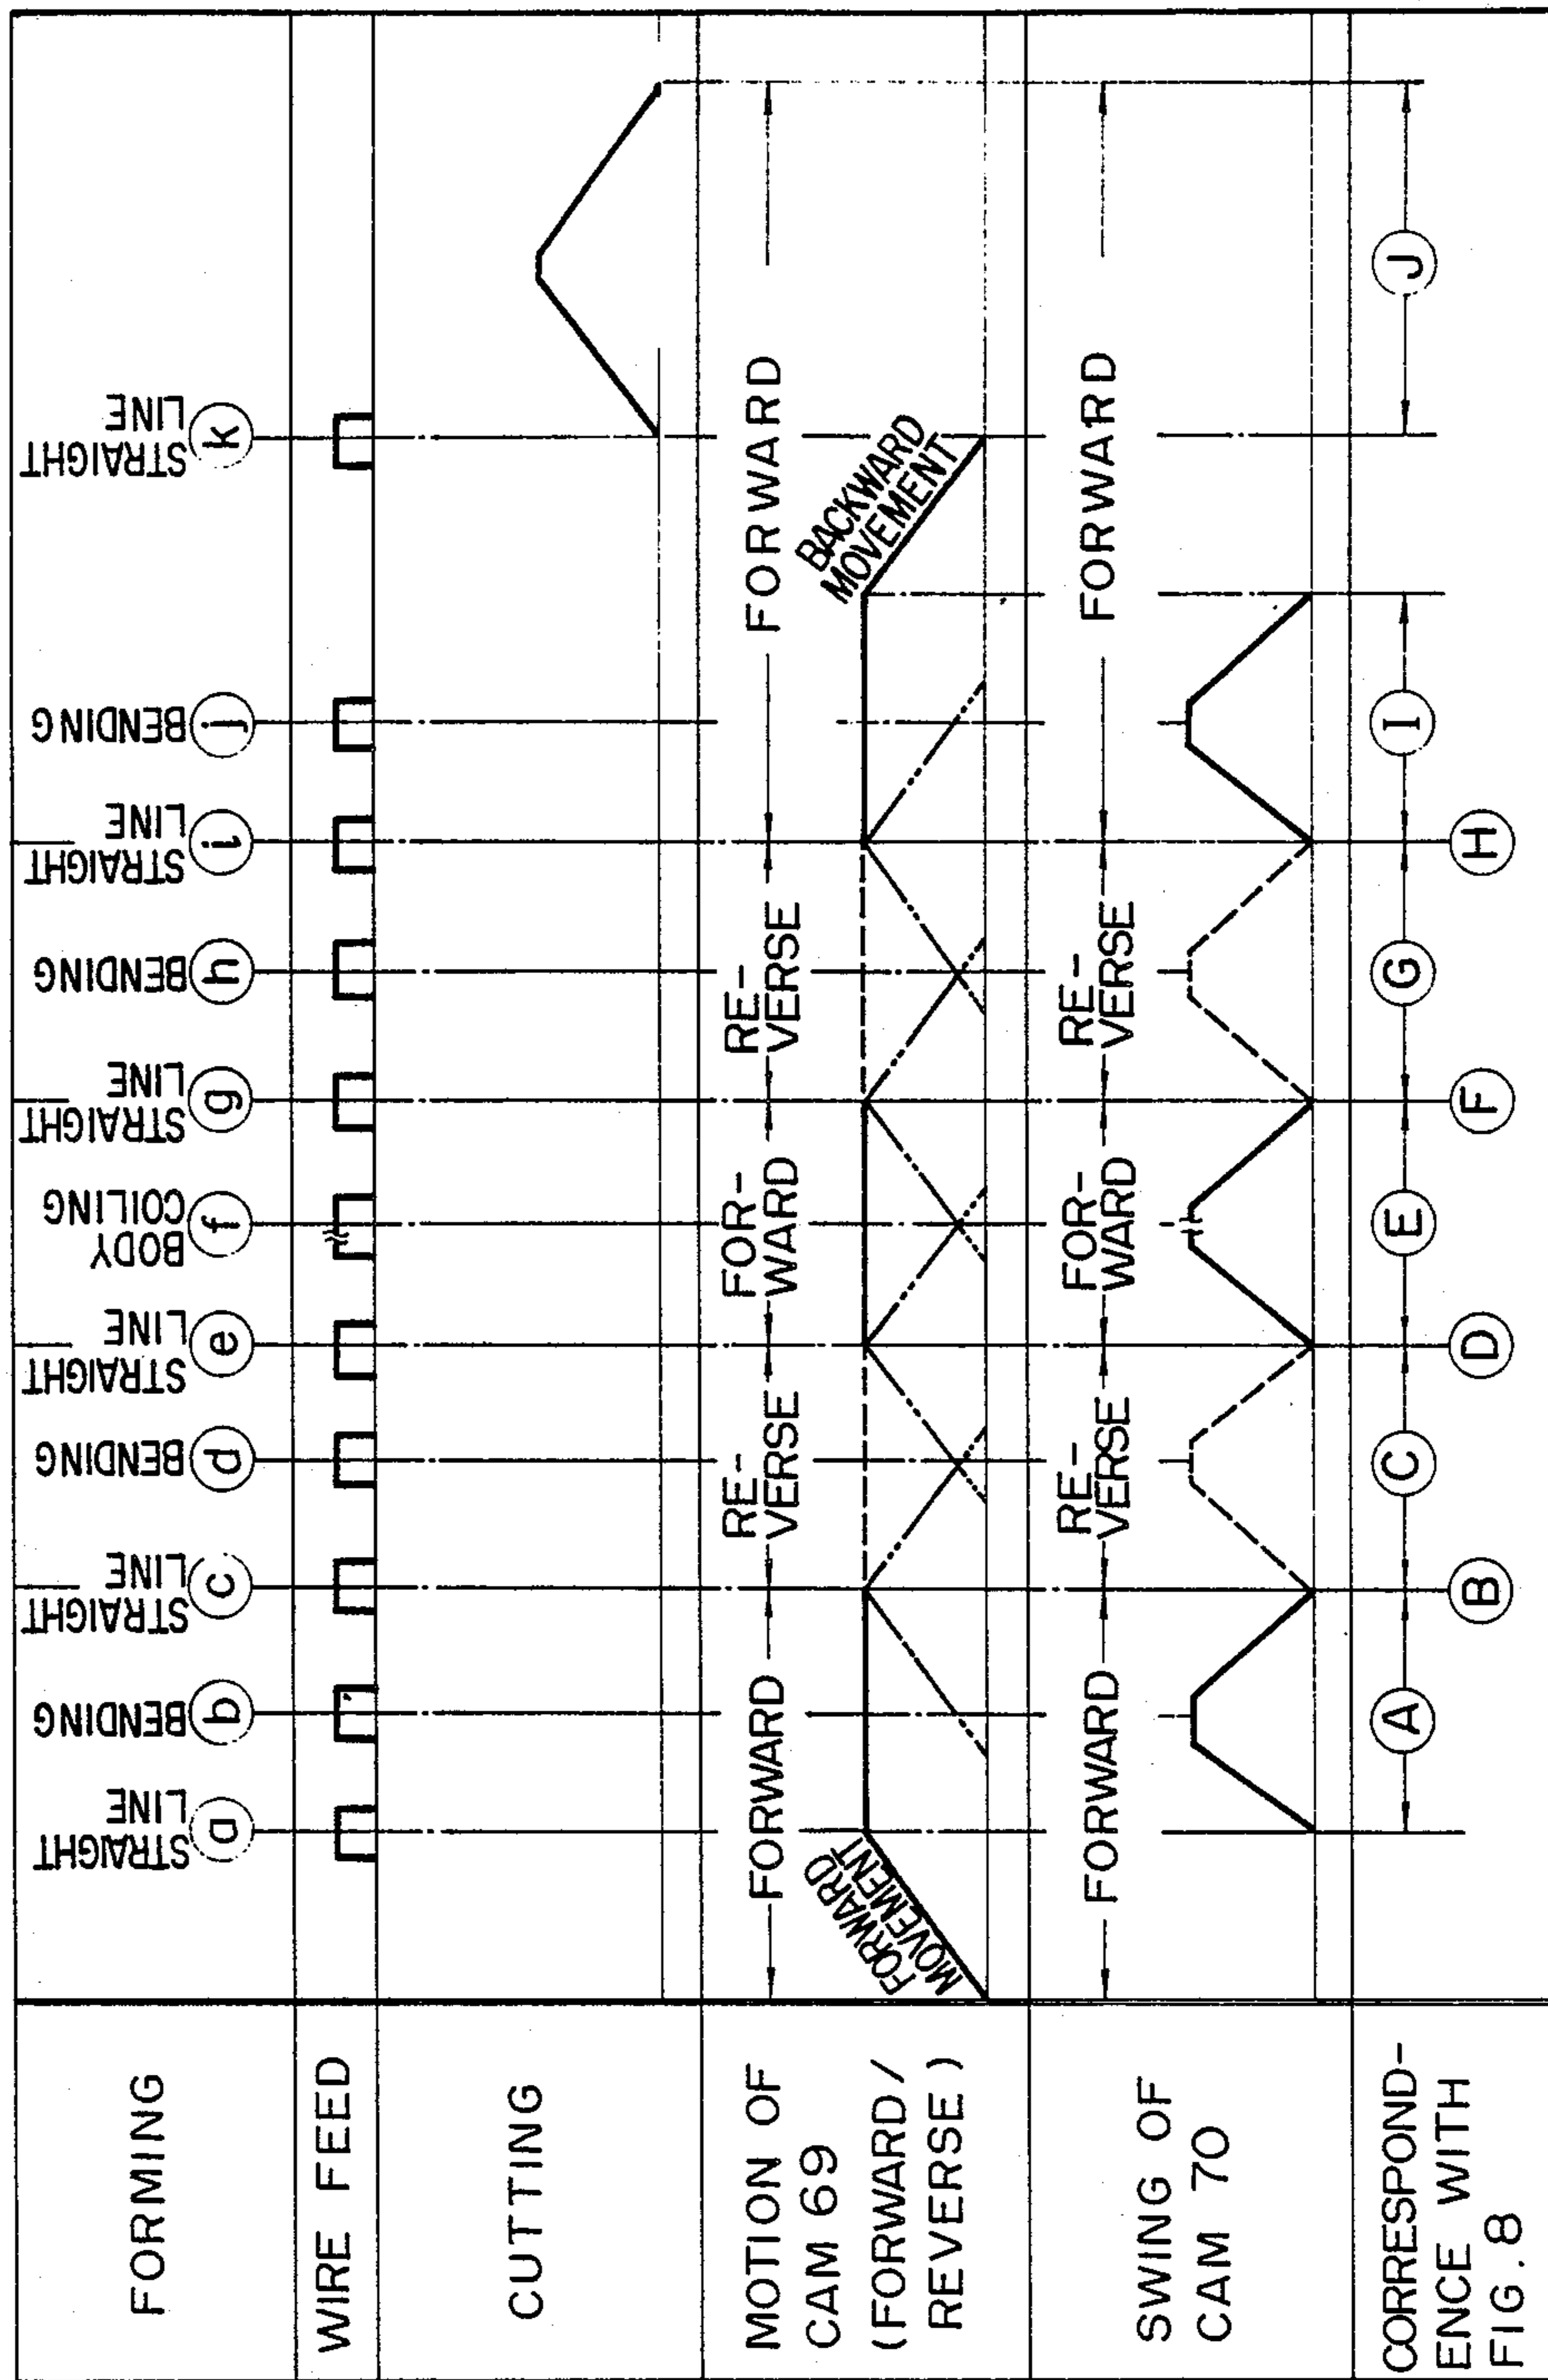 FORMING
STRAIGHT
LINE
a
BENDING
b
STRAIGHT
LINE
c
BENDING
d
STRAIGHT
LINE
e
BODY
COILING
f
STRAIGHT
LINE
g
BENDING
h
STRAIGHT
LINE
i
BENDING
j
STRAIGHT
LINE
k
WIRE FEED
CUTTING
MOTION OF
CAM 69
(FORWARD/
REVERSE)
FORWARD
RE-
VERSE
FOR-
WARD
RE-
VERSE
FORWARD
FORWARD
MOVEMENT
BACKWARD
MOVEMENT
SWING OF
CAM 70
FORWARD
RE-
VERSE
FOR-
WARD
RE-
VERSE
FORWARD
CORRESPOND-
ENCE WITH
FIG.8
A
B
C
D
E
F
G
H
I
J